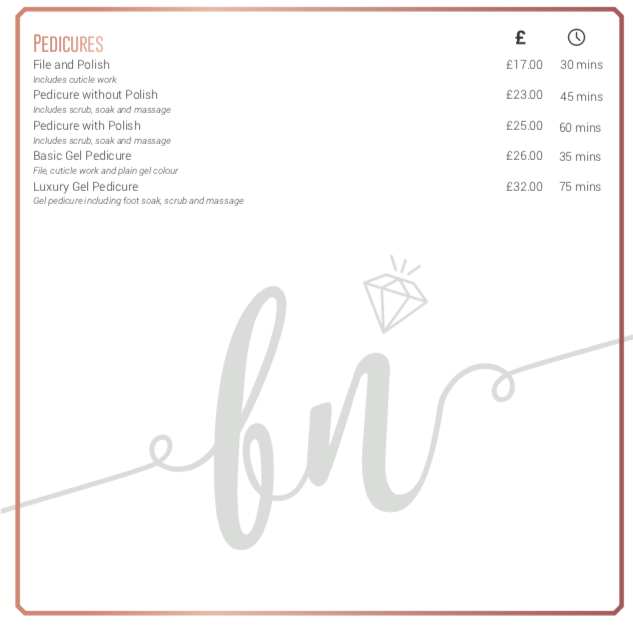 PEDICURES £
File and Polish £17.00 30 mins
Includes cuticle work
Pedicure without Polish £23.00 45 mins
Includes scrub, soak and massage
Pedicure with Polish £25.00 60 mins
Includes scrub, soak and massage
Basic Gel Pedicure £26.00 35 mins
File, cuticle work and plain gel colour
Luxury Gel Pedicure £32.00 75 mins
Gel pedicure including foot soak, scrub and massage
bn